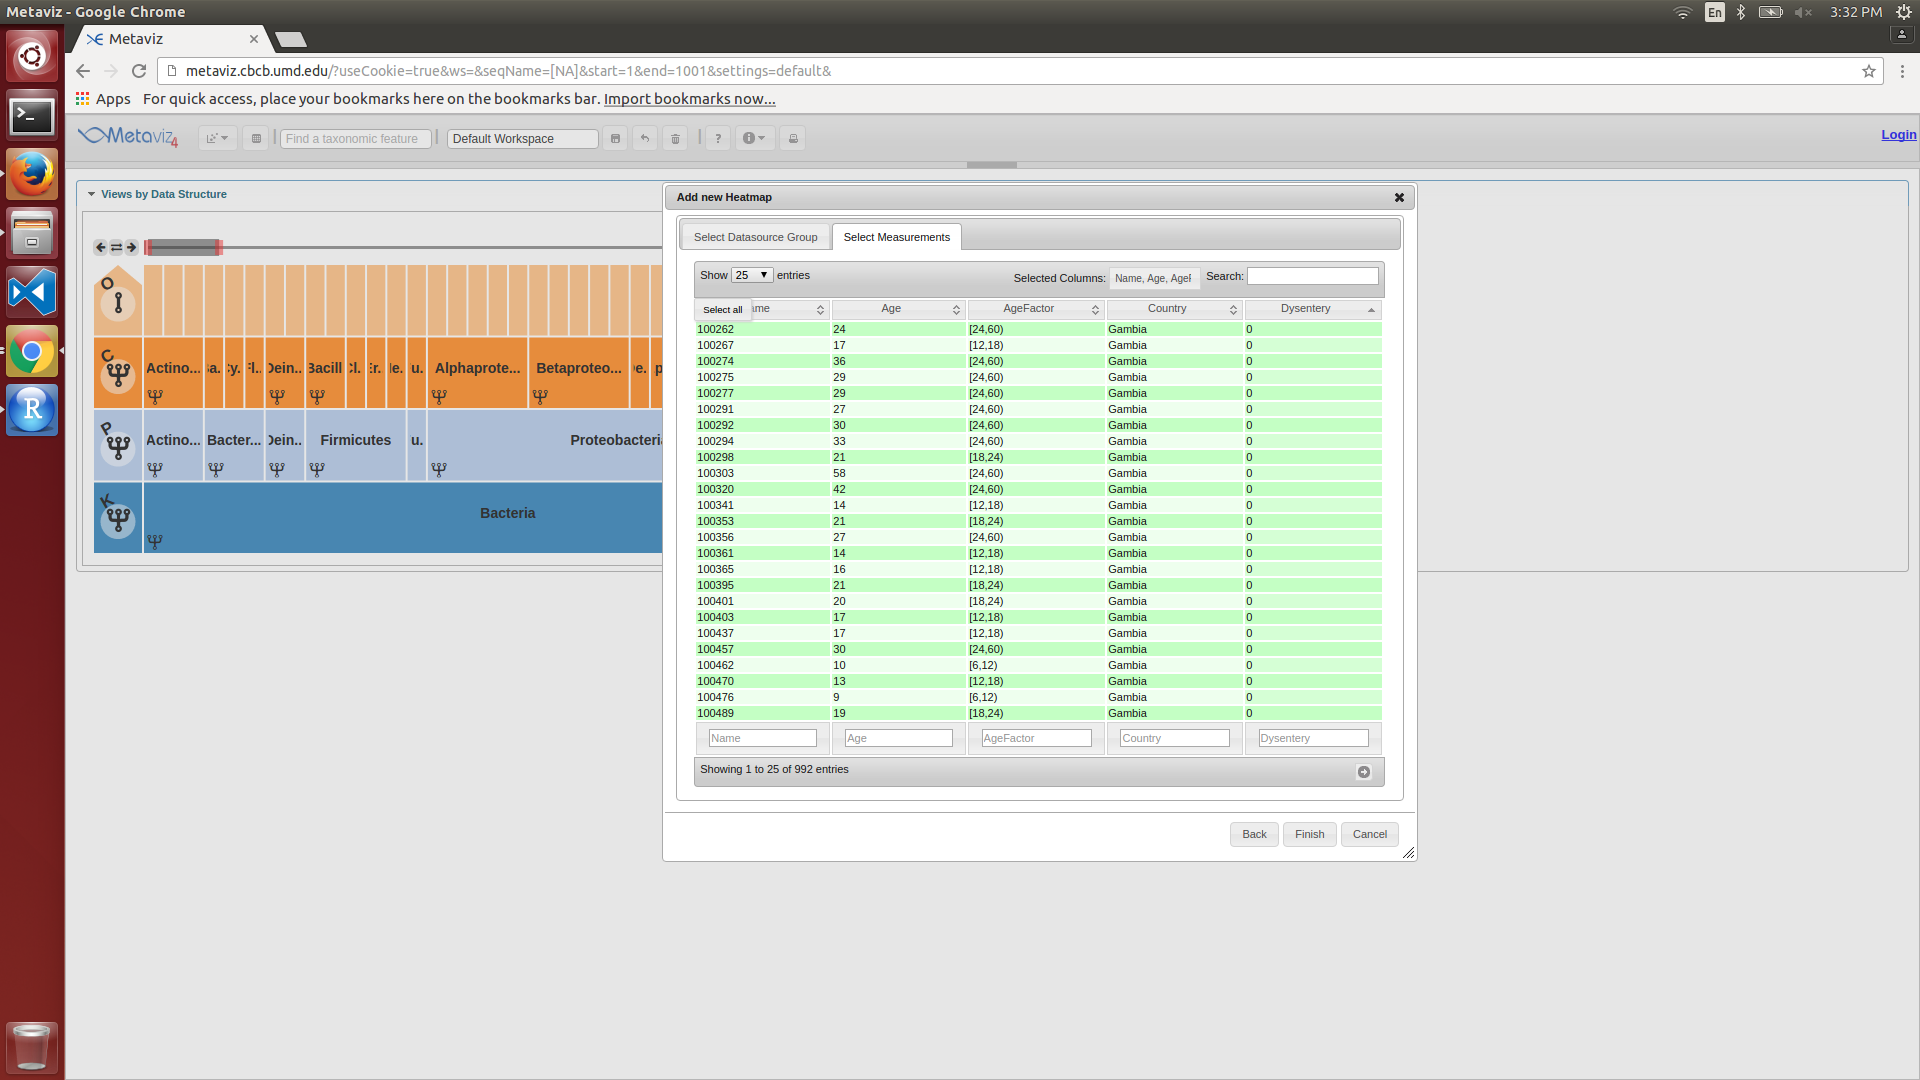 Metaviz - Google Chrome
En
3:32 PM
Metaviz
metaviz.cbcb.umd.edu/?useCookie=true&ws=&seqName=[NA]&start=1&end=1001&settings=default&
Apps For quick access, place your bookmarks here on the bookmarks bar. Import bookmarks now...
Metaviz 4
Find a taxonomic feature
Default Workspace
?
Login
Views by Data Structure
O
C
Actino... Dein... Bacill Alphaprote... Betaproteo...
P
Actino... Bacter... Dein... Firmicutes u. Proteobacteria
K
Bacteria
Add new Heatmap
Select Datasource Group Select Measurements
Show 25 entries Selected Columns: Name, Age, AgeF Search:
Select all me Age AgeFactor Country Dysentery
100262 24 [24,60) Gambia 0
100267 17 [12,18) Gambia 0
100274 36 [24,60) Gambia 0
100275 29 [24,60) Gambia 0
100277 29 [24,60) Gambia 0
100291 27 [24,60) Gambia 0
100292 30 [24,60) Gambia 0
100294 33 [24,60) Gambia 0
100298 21 [18,24) Gambia 0
100303 58 [24,60) Gambia 0
100320 42 [24,60) Gambia 0
100341 14 [12,18) Gambia 0
100353 21 [18,24) Gambia 0
100356 27 [24,60) Gambia 0
100361 14 [12,18) Gambia 0
100365 16 [12,18) Gambia 0
100395 21 [18,24) Gambia 0
100401 20 [18,24) Gambia 0
100403 17 [12,18) Gambia 0
100437 17 [12,18) Gambia 0
100457 30 [24,60) Gambia 0
100462 10 [6,12) Gambia 0
100470 13 [12,18) Gambia 0
100476 9 [6,12) Gambia 0
100489 19 [18,24) Gambia 0
Name Age AgeFactor Country Dysentery
Showing 1 to 25 of 992 entries
Back Finish Cancel
R